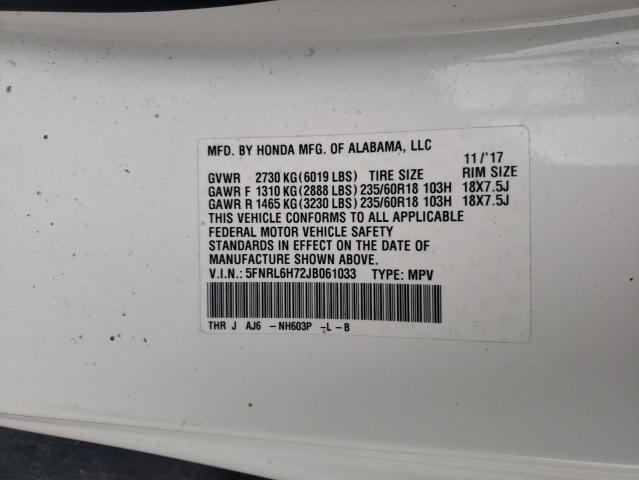 MFD. BY HONDA MFG. OF ALABAMA, LLC
11/'17
GVWR 2730 KG (6019 LBS) TIRE SIZE RIM SIZE
GAWR F 1310 KG (2888 LBS) 235/60R18 103H 18X7.5J
GAWR R 1465 KG (3230 LBS) 235/60R18 103H 18X7.5J
THIS VEHICLE CONFORMS TO ALL APPLICABLE
FEDERAL MOTOR VEHICLE SAFETY
STANDARDS IN EFFECT ON THE DATE OF
MANUFACTURE SHOWN ABOVE.
V.I.N.: 5FNRL6H72JB061033 TYPE: MPV
THR J AJ6 -NH603P -L -B